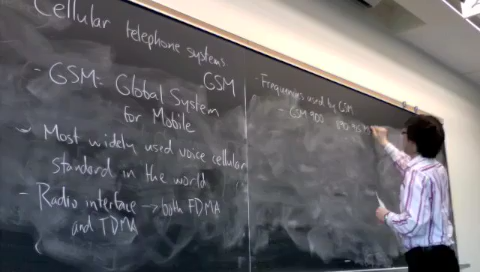 Cellular
telephone systems
GSM
- GSM: Global System
for Mobile
- Most widely used voice cellular
standard in the world
- Radio interface → both FDMA
and TDMA
- Frequencies used by GSM
- GSM 900